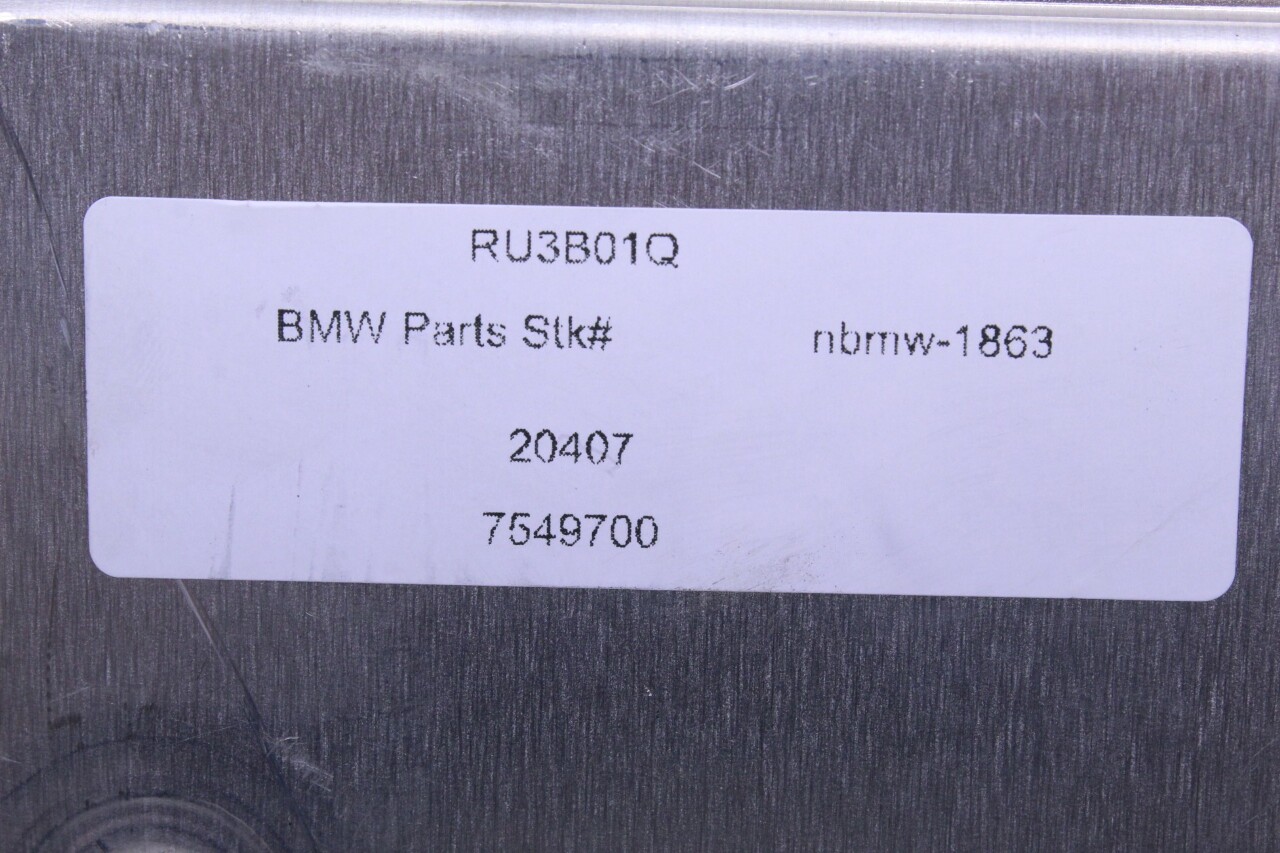 RU3B01Q
BMW Parts Stk# nbmw-1863
20407
7549700